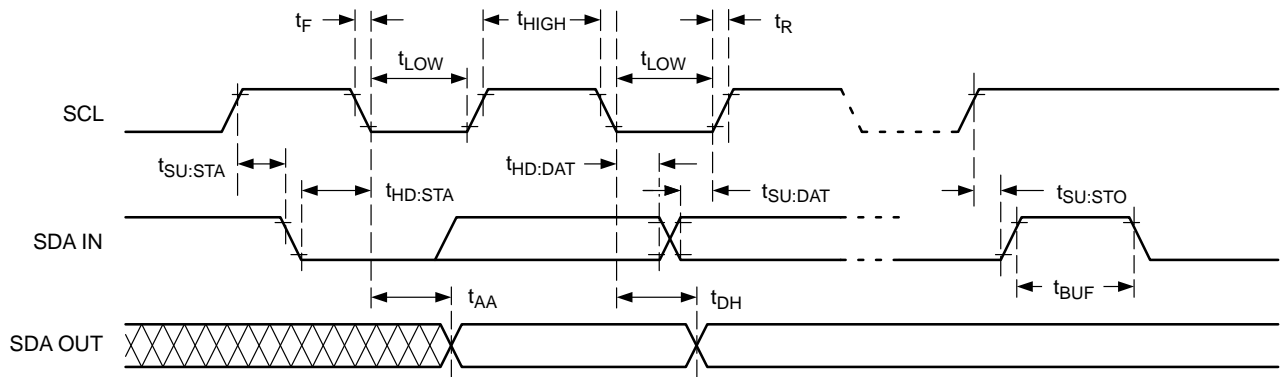 tF
tHIGH
tR
tLOW
tLOW
SCL
tSU:STA
tHD:STA
tHD:DAT
tSU:DAT
tSU:STO
SDA IN
tAA
tDH
tBUF
SDA OUT